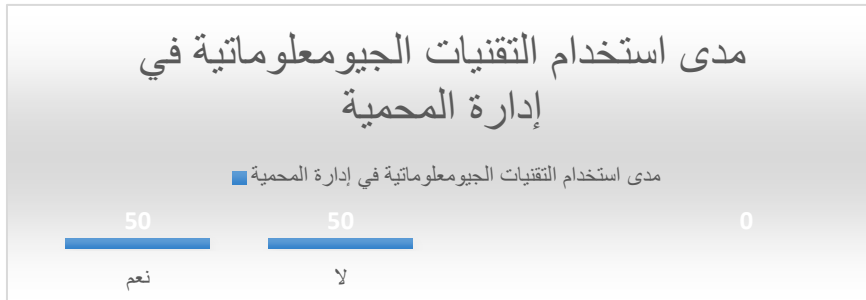 مدى استخدام التقنيات الجيومعلوماتية في
إدارة المحمية
مدى استخدام التقنيات الجيومعلوماتية في إدارة المحمية
50 50 0
نعم لا